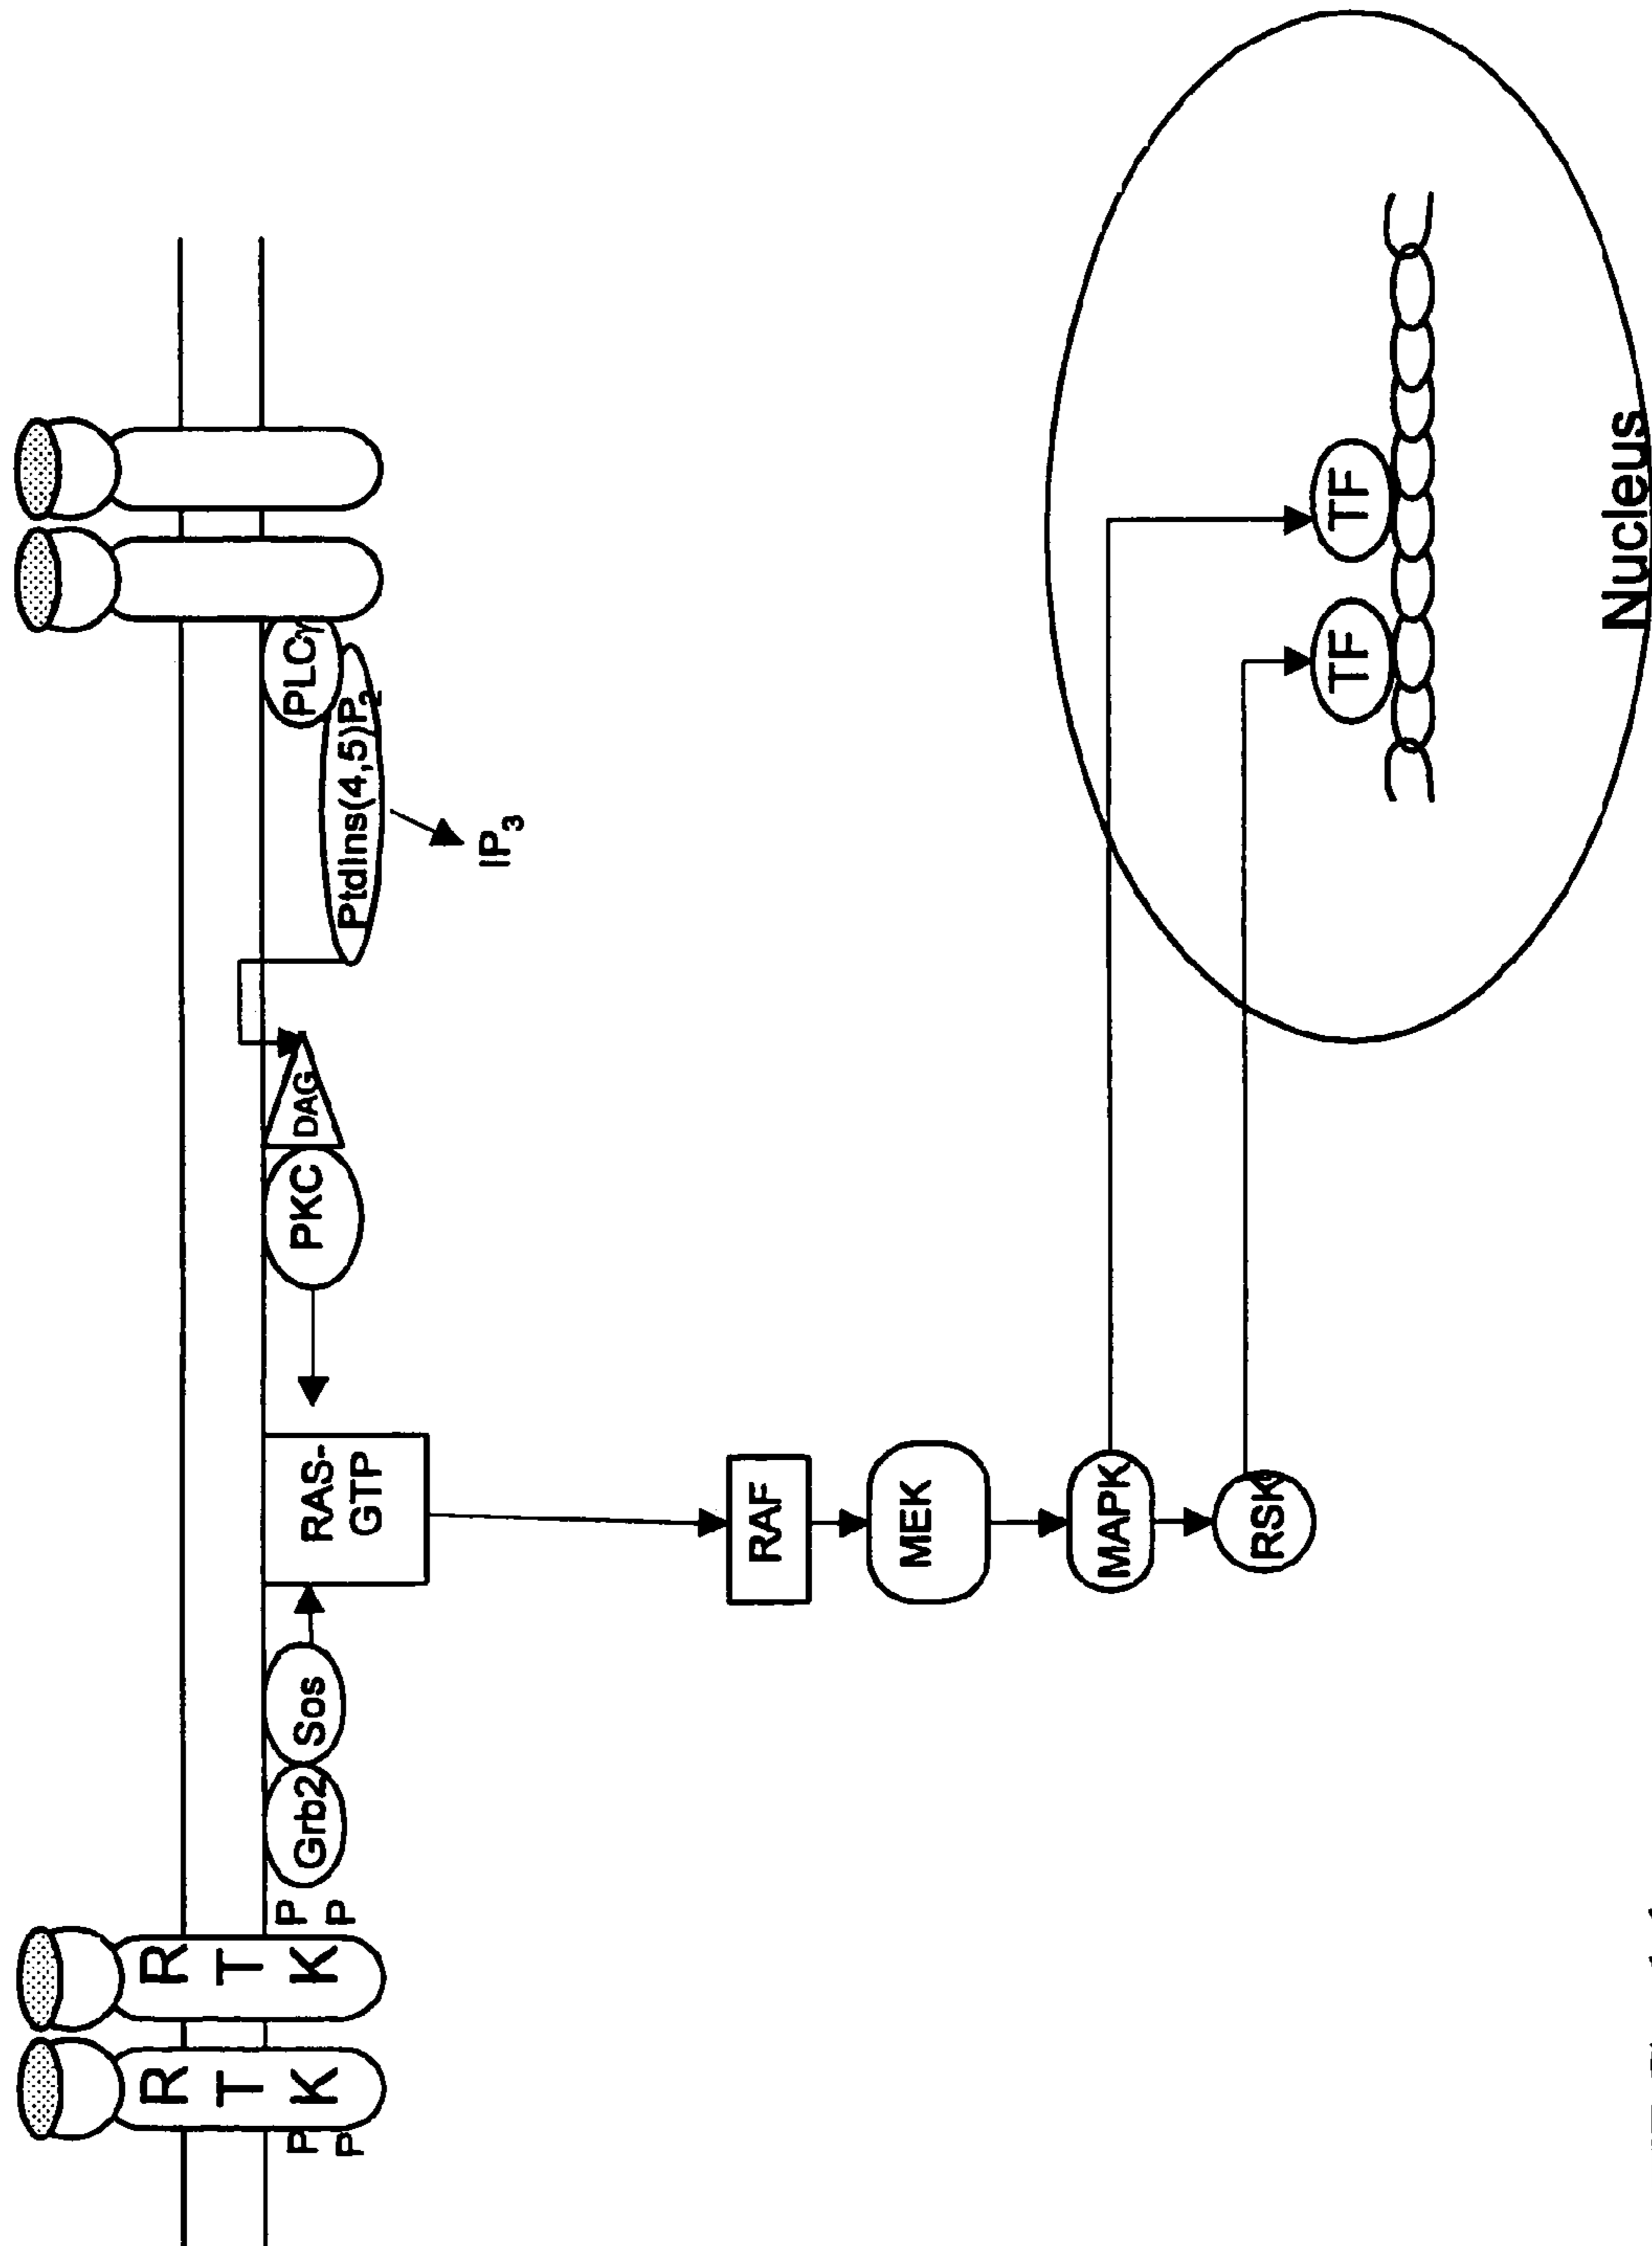 R
T
K
P
P
R
T
K
P
P
Grb2
Sos
RAS-
GTP
PKC
DAG
PtdIns(4,5)P₂
PLCγ
IP₃
RAF
MEK
MAPK
RSK
TF
TF
Nucleus